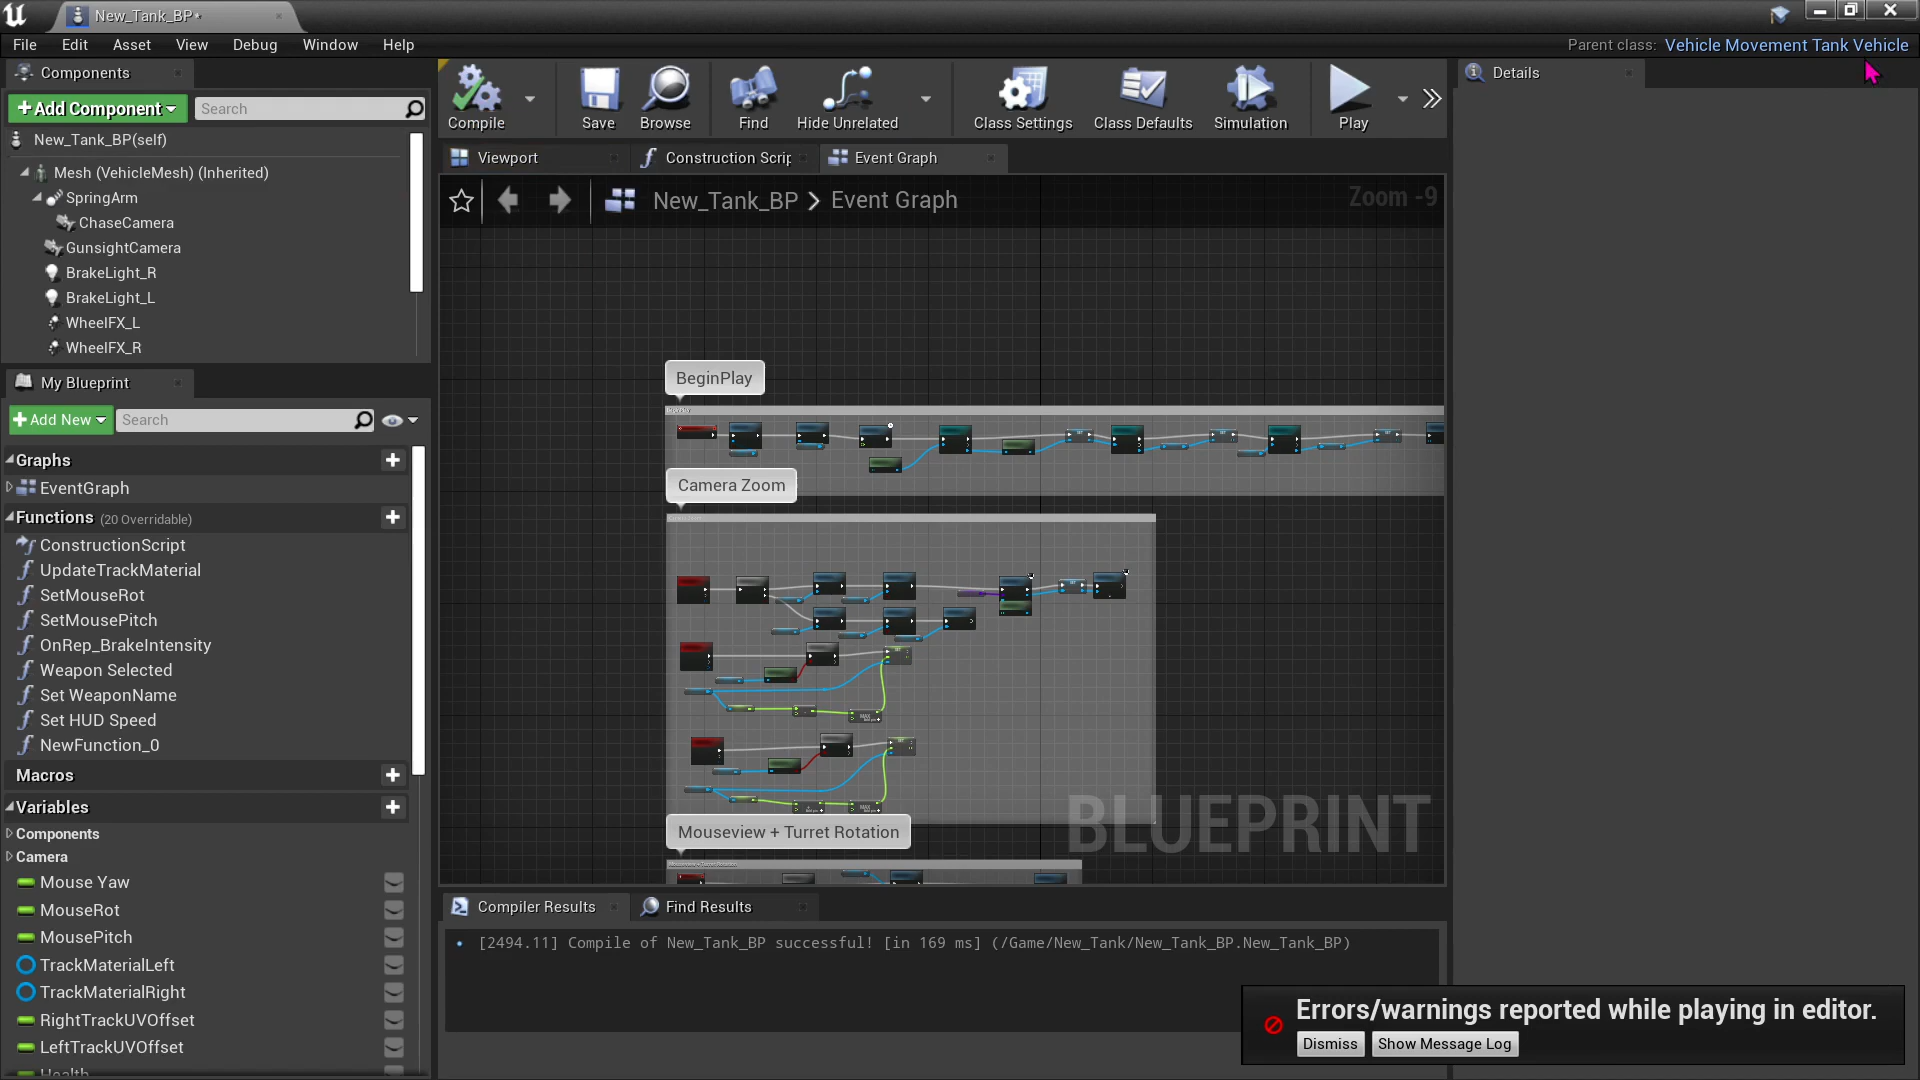 New_Tank_BP*
File Edit Asset View Debug Window Help
Parent class: Vehicle Movement Tank Vehicle
Components
Add Component
Search
New_Tank_BP(self)
Mesh (VehicleMesh) (Inherited)
SpringArm
ChaseCamera
GunsightCamera
BrakeLight_R
BrakeLight_L
WheelFX_L
WheelFX_R
My Blueprint
Add New
Search
Graphs
EventGraph
Functions (20 Overridable)
ConstructionScript
UpdateTrackMaterial
SetMouseRot
SetMousePitch
OnRep_BrakeIntensity
Weapon Selected
Set WeaponName
Set HUD Speed
NewFunction_0
Macros
Variables
Components
Camera
Mouse Yaw
MouseRot
MousePitch
TrackMaterialLeft
TrackMaterialRight
RightTrackUVOffset
LeftTrackUVOffset
Health
Compile Save Browse Find Hide Unrelated Class Settings Class Defaults Simulation Play
Viewport
Construction Scrip
Event Graph
New_Tank_BP > Event Graph
Zoom -9
BeginPlay
Camera Zoom
Mouseview + Turret Rotation
BLUEPRINT
Compiler Results
Find Results
[2494.11] Compile of New_Tank_BP successful! [in 169 ms] (/Game/New_Tank/New_Tank_BP.New_Tank_BP)
Details
Errors/warnings reported while playing in editor.
Dismiss
Show Message Log